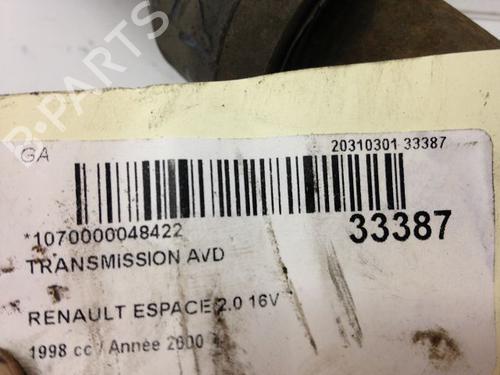 B-PARTS
GA
20310301 33387
*1070000048422
33387
TRANSMISSION AVD
RENAULT ESPACE 2.0 16V
1998 cc / Année 2000